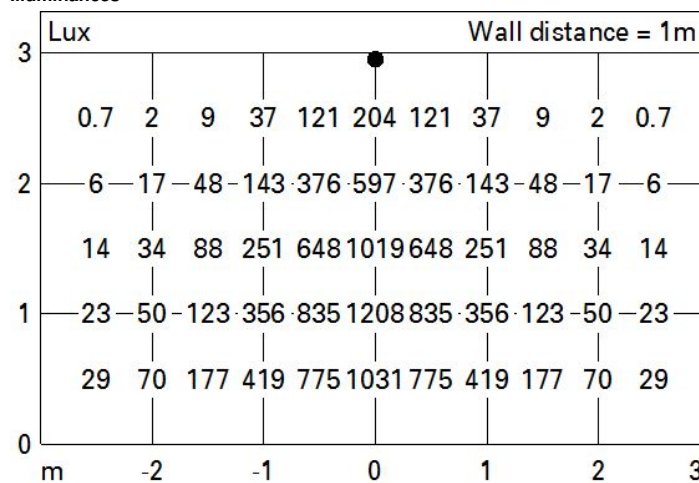 Lux Wall distance = 1m
3
0.7 2 9 37 121 204 121 37 9 2 0.7
2 6 17 48 143 376 597 376 143 48 17 6
14 34 88 251 648 1019 648 251 88 34 14
1 23 50 123 356 835 1208 835 356 123 50 23
29 70 177 419 775 1031 775 419 177 70 29
0
m -2 -1 0 1 2 3